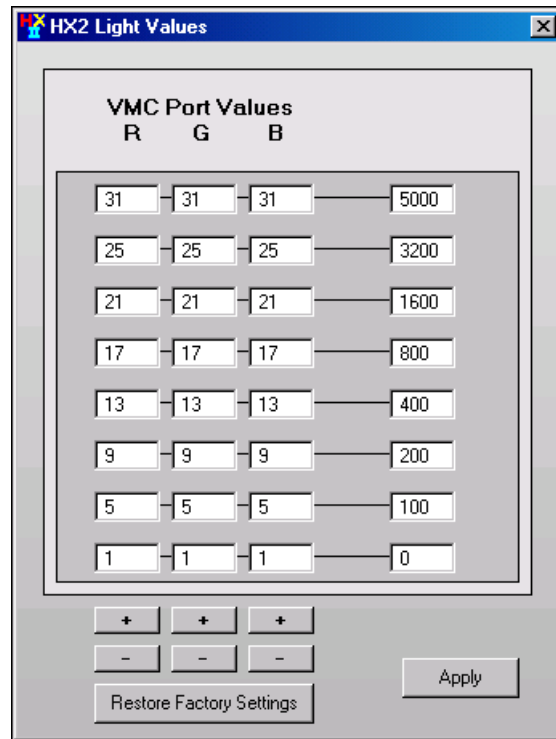 HX2 Light Values
VMC Port Values
R G B
31 31 31 5000
25 25 25 3200
21 21 21 1600
17 17 17 800
13 13 13 400
9 9 9 200
5 5 5 100
1 1 1 0
+ + +
- - -
Apply
Restore Factory Settings